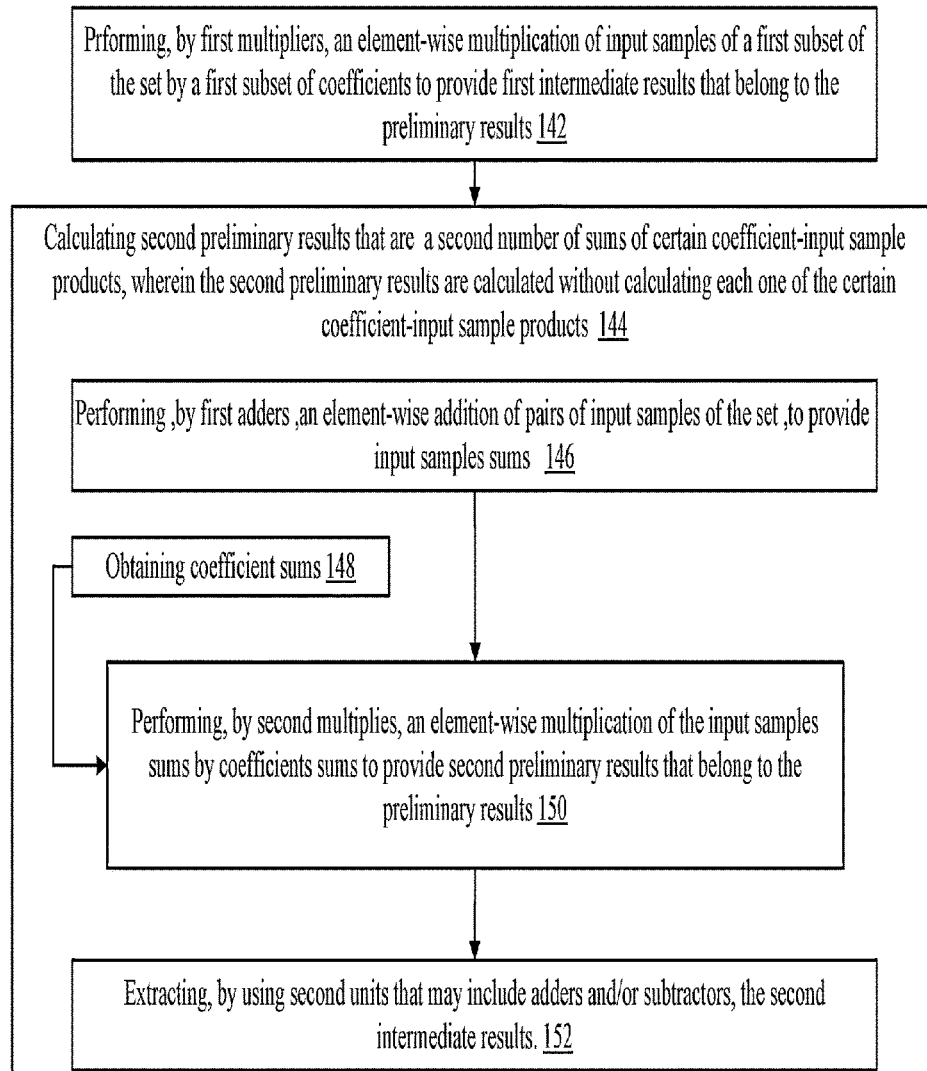 Prforming, by first multipliers, an element-wise multiplication of input samples of a first subset of
the set by a first subset of coefficients to provide first intermediate results that belong to the
preliminary results 142
Calculating second preliminary results that are a second number of sums of certain coefficient-input sample
products, wherein the second preliminary results are calculated without calculating each one of the certain
coefficient-input sample products 144
Performing ,by first adders ,an element-wise addition of pairs of input samples of the set ,to provide
input samples sums 146
Obtaining coefficient sums 148
Performing, by second multiplies, an element-wise multiplication of the input samples
sums by coefficients sums to provide second preliminary results that belong to the
preliminary results 150
Extracting, by using second units that may include adders and/or subtractors, the second
intermediate results. 152